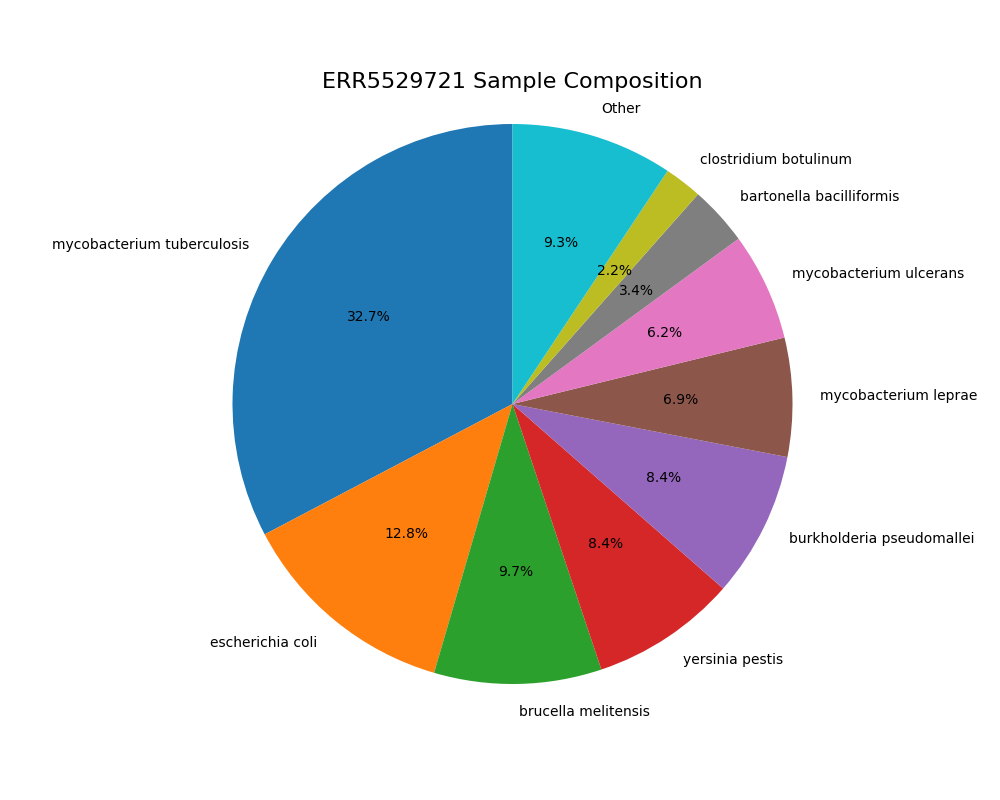 ERR5529721 Sample Composition
Other
clostridium botulinum
bartonella bacilliformis
mycobacterium ulcerans
mycobacterium leprae
burkholderia pseudomallei
yersinia pestis
brucella melitensis
escherichia coli
mycobacterium tuberculosis
9.3%
2.2%
3.4%
6.2%
6.9%
8.4%
8.4%
9.7%
12.8%
32.7%